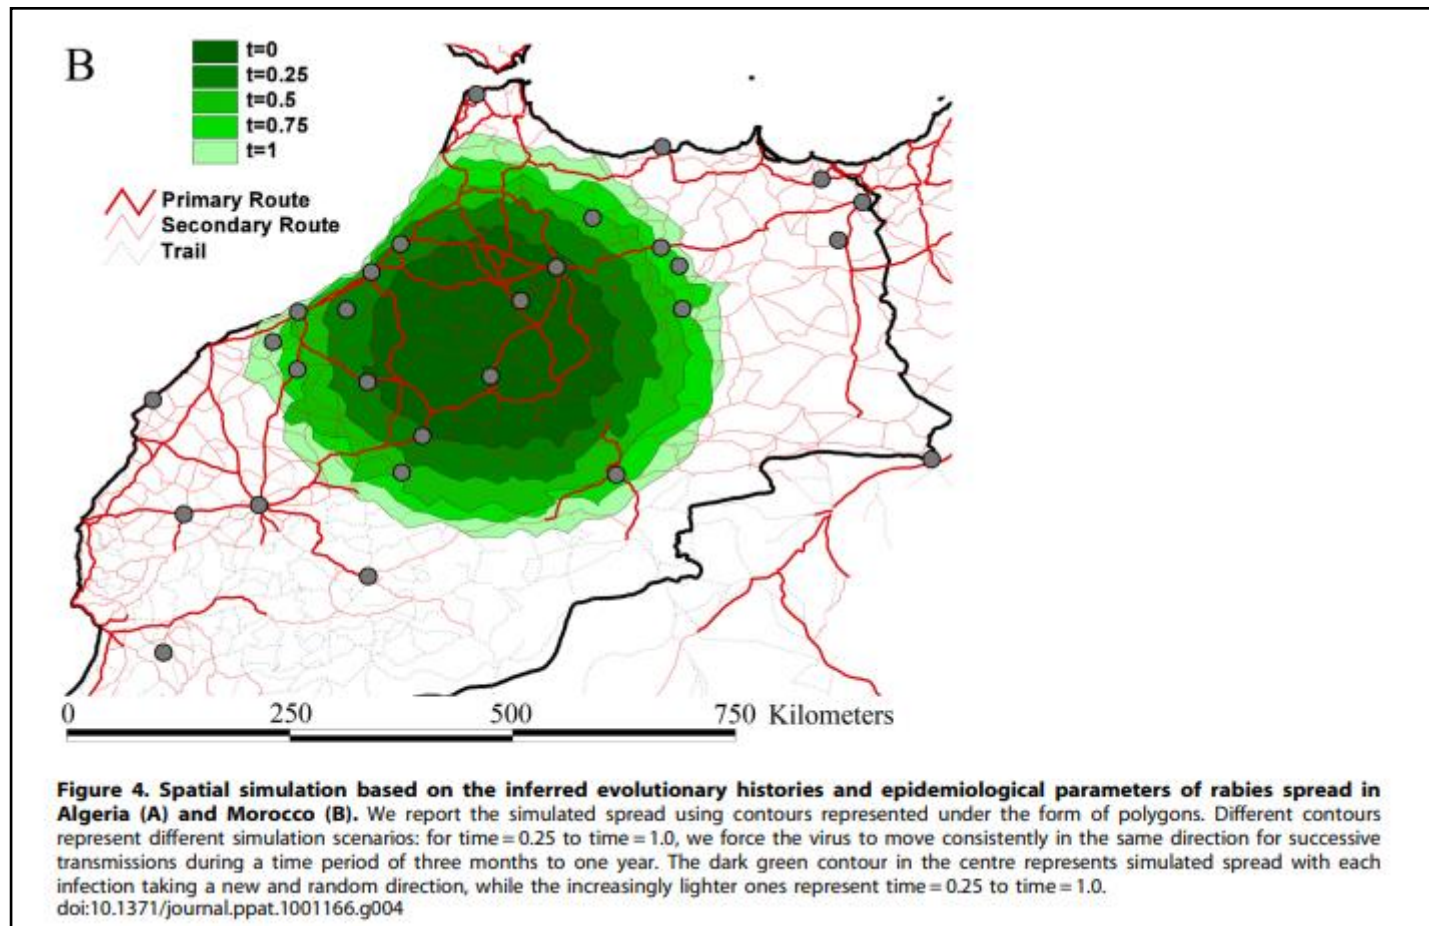 B
t=0
t=0.25
t=0.5
t=0.75
t=1
Primary Route
Secondary Route
Trail
0 250 500 750 Kilometers
Figure 4. Spatial simulation based on the inferred evolutionary histories and epidemiological parameters of rabies spread in
Algeria (A) and Morocco (B). We report the simulated spread using contours represented under the form of polygons. Different contours
represent different simulation scenarios: for time = 0.25 to time = 1.0, we force the virus to move consistently in the same direction for successive
transmissions during a time period of three months to one year. The dark green contour in the centre represents simulated spread with each
infection taking a new and random direction, while the increasingly lighter ones represent time = 0.25 to time = 1.0.
doi:10.1371/journal.ppat.1001166.g004